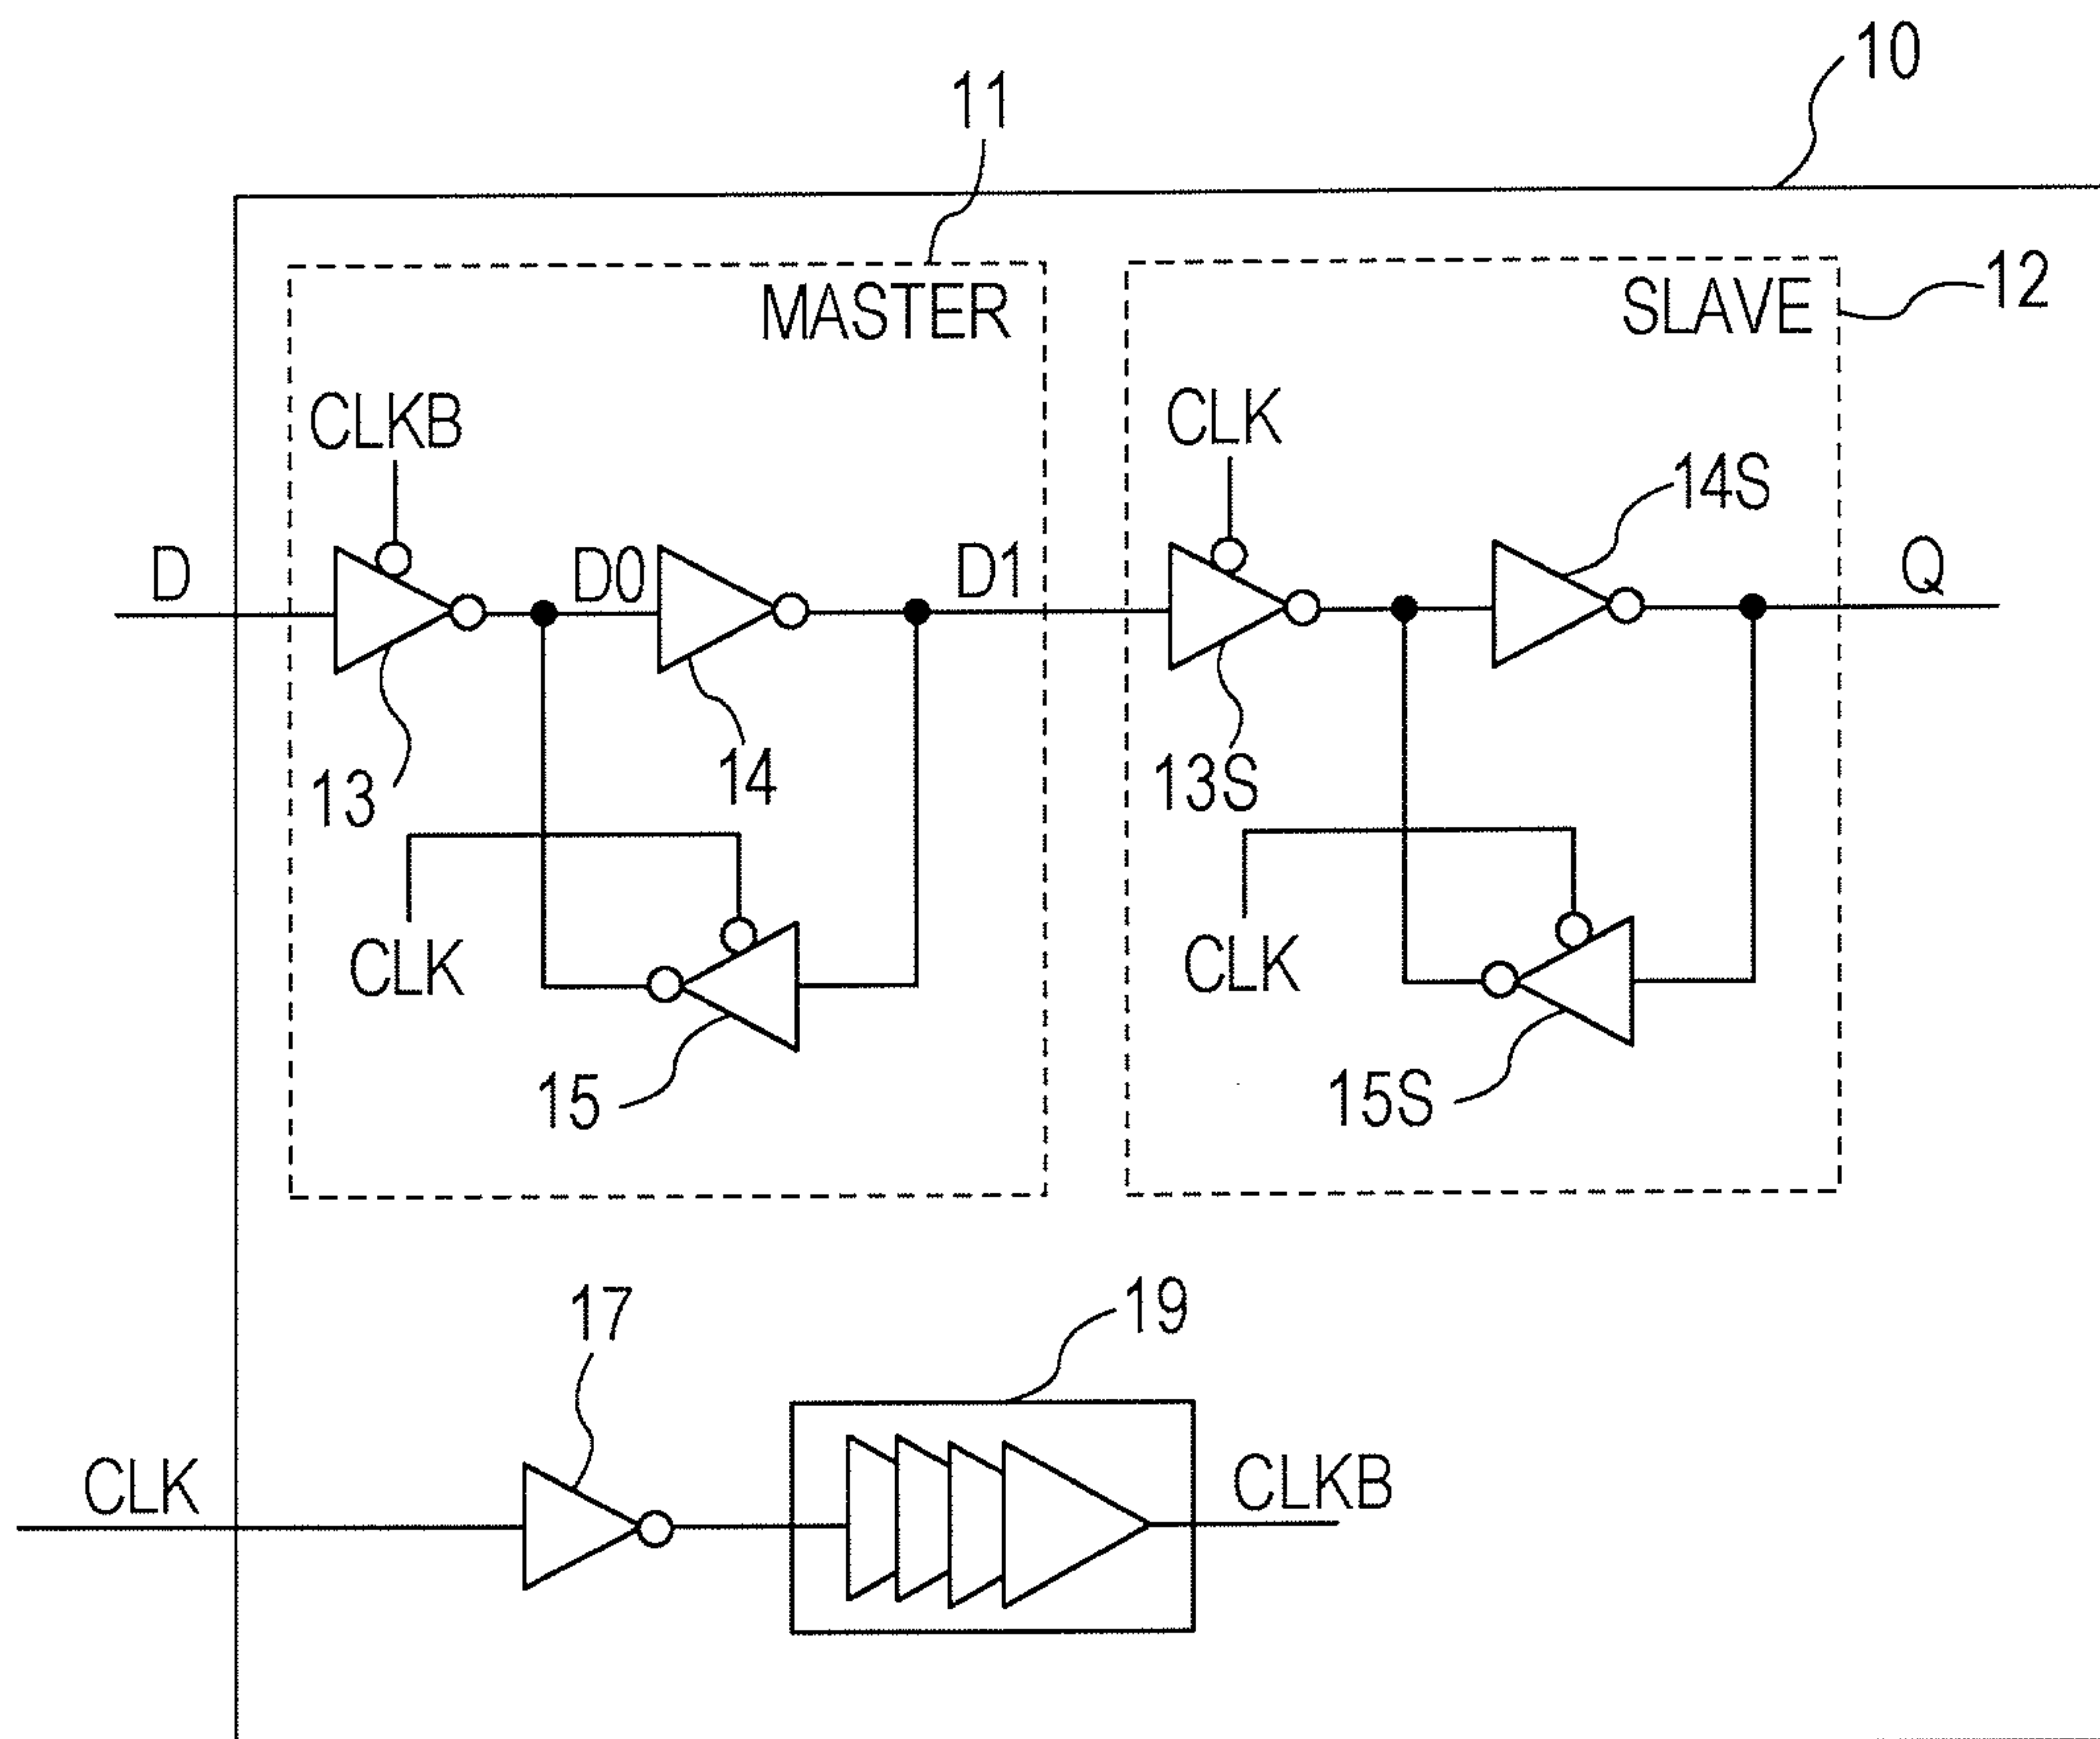 10
11
12
MASTER
SLAVE
CLKB
CLK
14S
D
D0
D1
Q
13
14
13S
CLK
CLK
15
15S
17
19
CLK
CLKB